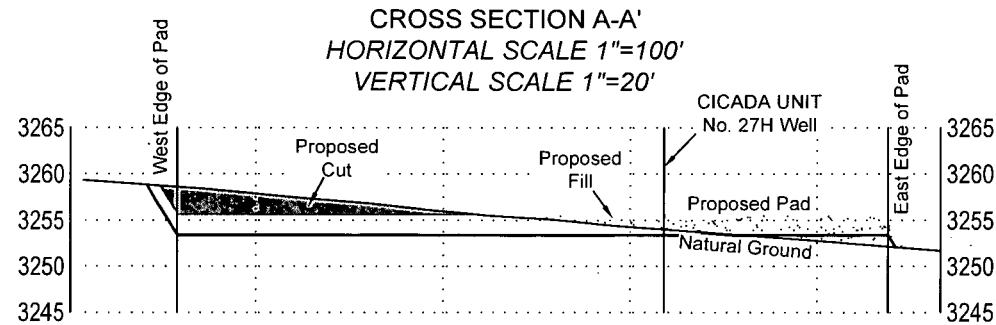 CROSS SECTION A-A'
HORIZONTAL SCALE 1"=100'
VERTICAL SCALE 1"=20'
West Edge of Pad
CICADA UNIT
No. 27H Well
East Edge of Pad
3265
3260
3255
3250
3245
Proposed
Cut
Proposed
Fill
Proposed Pad
Natural Ground
3265
3260
3255
3250
3245